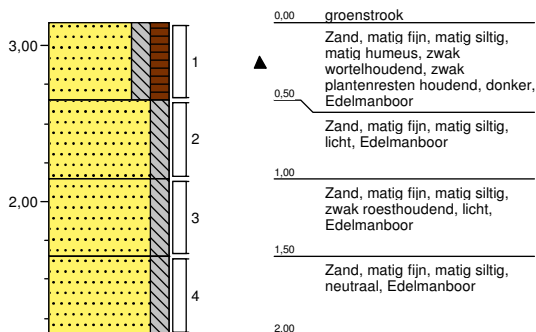 0,00
groenstrook
Zand, matig fijn, matig siltig,
matig humeus, zwak
wortelhoudend, zwak
plantenresten houdend, donker,
Edelmanboor
0,50
Zand, matig fijn, matig siltig,
licht, Edelmanboor
1,00
Zand, matig fijn, matig siltig,
zwak roesthoudend, licht,
Edelmanboor
1,50
Zand, matig fijn, matig siltig,
neutraal, Edelmanboor
2,00
3,00
2,00
1
2
3
4